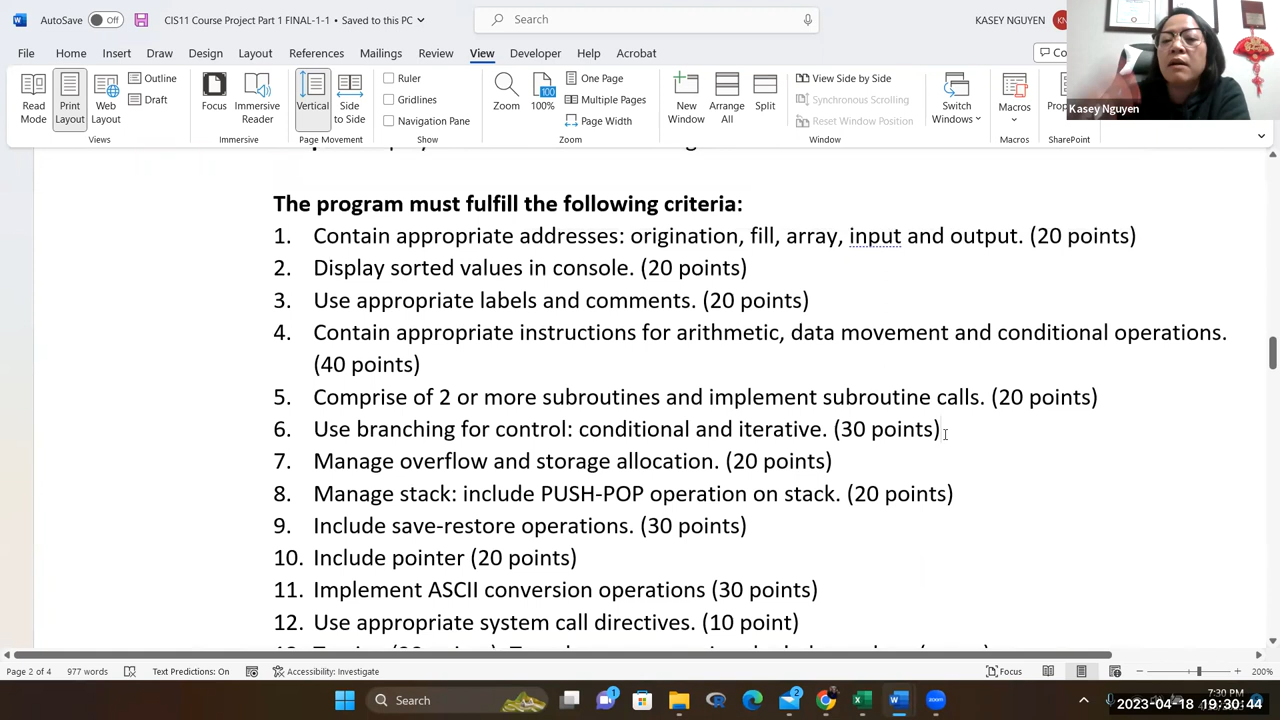 AutoSave Off CIS11 Course Project Part 1 FINAL-1-1 • Saved to this PC Search KASEY NGUYEN
File Home Insert Draw Design Layout References Mailings Review View Developer Help Acrobat
Read Mode Print Layout Web Layout Outline Draft Views
Focus Immersive Reader Immersive
Vertical Side to Side Page Movement
Ruler Gridlines Navigation Pane Show
Zoom 100% One Page Multiple Pages Page Width Zoom
New Window Arrange All Split View Side by Side Synchronous Scrolling Reset Window Position Window
Switch Windows Macros Macros SharePoint
Kasey Nguyen
The program must fulfill the following criteria:
1. Contain appropriate addresses: origination, fill, array, input and output. (20 points)
2. Display sorted values in console. (20 points)
3. Use appropriate labels and comments. (20 points)
4. Contain appropriate instructions for arithmetic, data movement and conditional operations.
(40 points)
5. Comprise of 2 or more subroutines and implement subroutine calls. (20 points)
6. Use branching for control: conditional and iterative. (30 points)
7. Manage overflow and storage allocation. (20 points)
8. Manage stack: include PUSH-POP operation on stack. (20 points)
9. Include save-restore operations. (30 points)
10. Include pointer (20 points)
11. Implement ASCII conversion operations (30 points)
12. Use appropriate system call directives. (10 point)
Page 2 of 4 977 words Text Predictions: On Accessibility: Investigate Focus 200%
Search 7:30 PM
2023-04-18 19:30:44